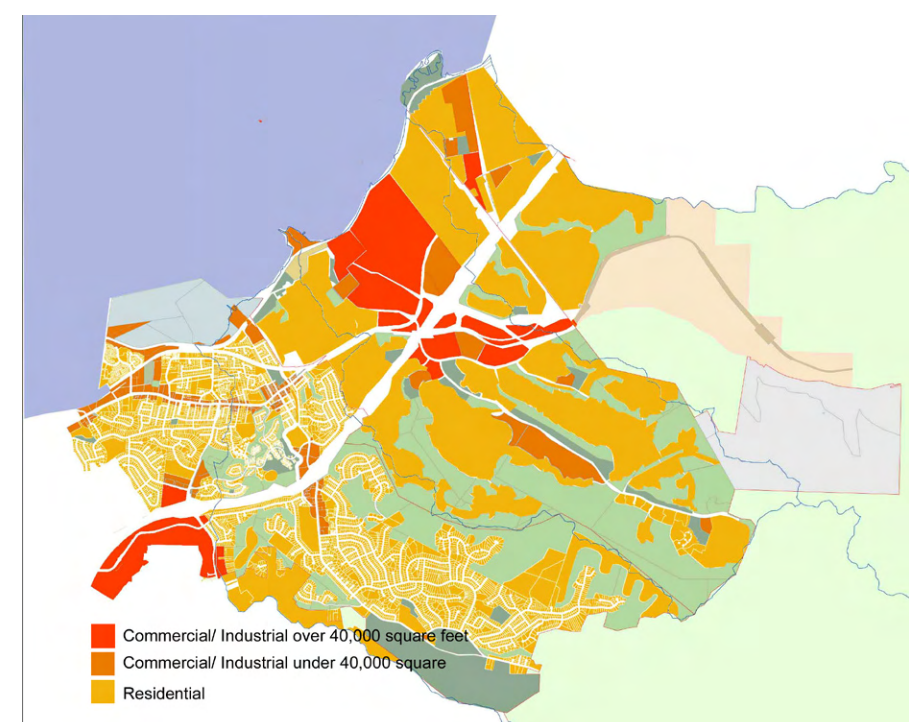 Commercial/ Industrial over 40,000 square feet
Commercial/ Industrial under 40,000 square
Residential